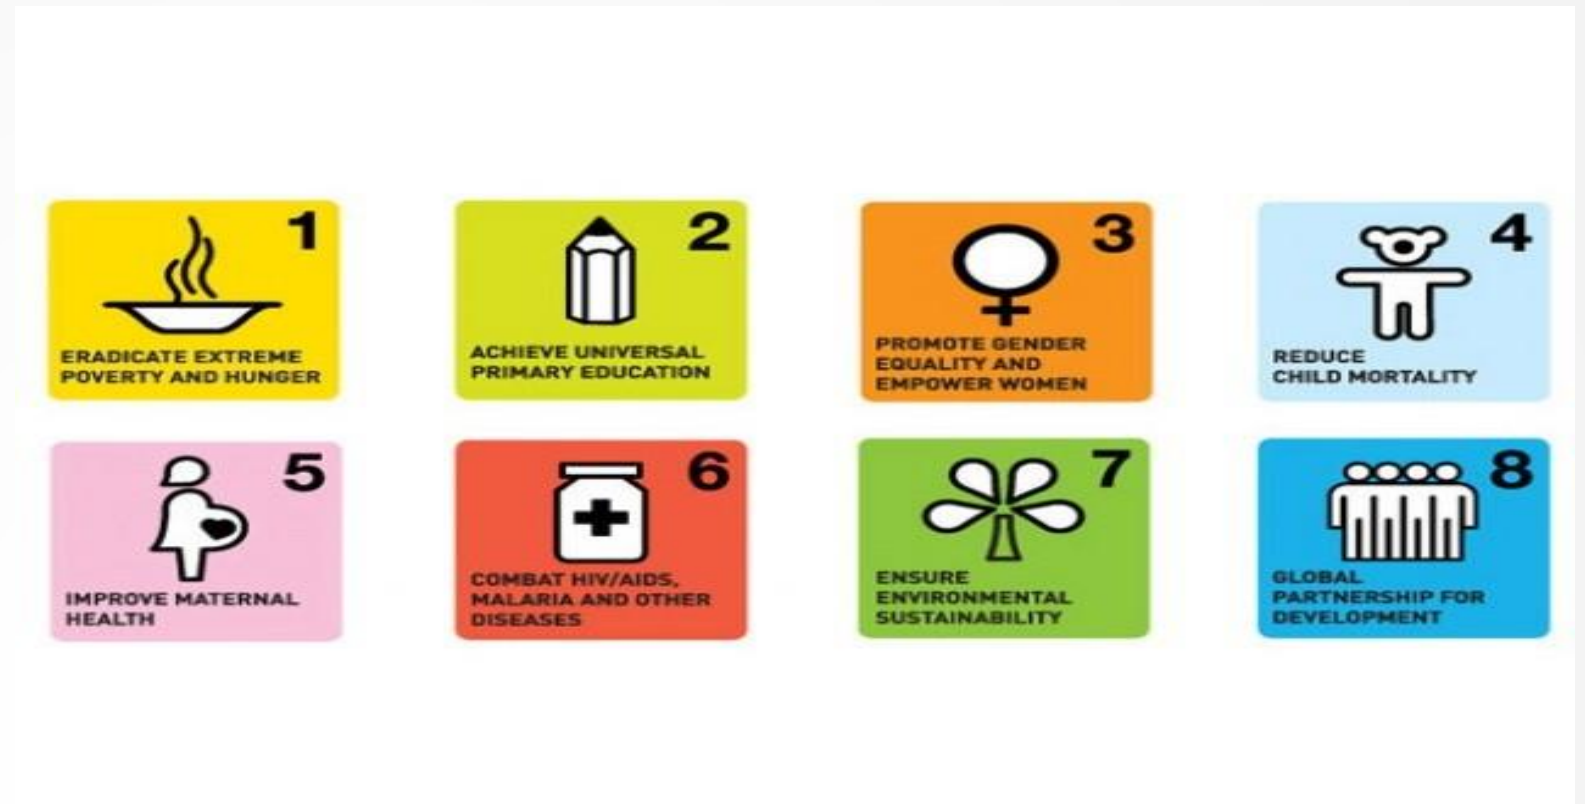 1
ERADICATE EXTREME
POVERTY AND HUNGER
2
ACHIEVE UNIVERSAL
PRIMARY EDUCATION
3
PROMOTE GENDER
EQUALITY AND
EMPOWER WOMEN
4
REDUCE
CHILD MORTALITY
5
IMPROVE MATERNAL
HEALTH
6
COMBAT HIV/AIDS,
MALARIA AND OTHER
DISEASES
7
ENSURE
ENVIRONMENTAL
SUSTAINABILITY
8
GLOBAL
PARTNERSHIP FOR
DEVELOPMENT